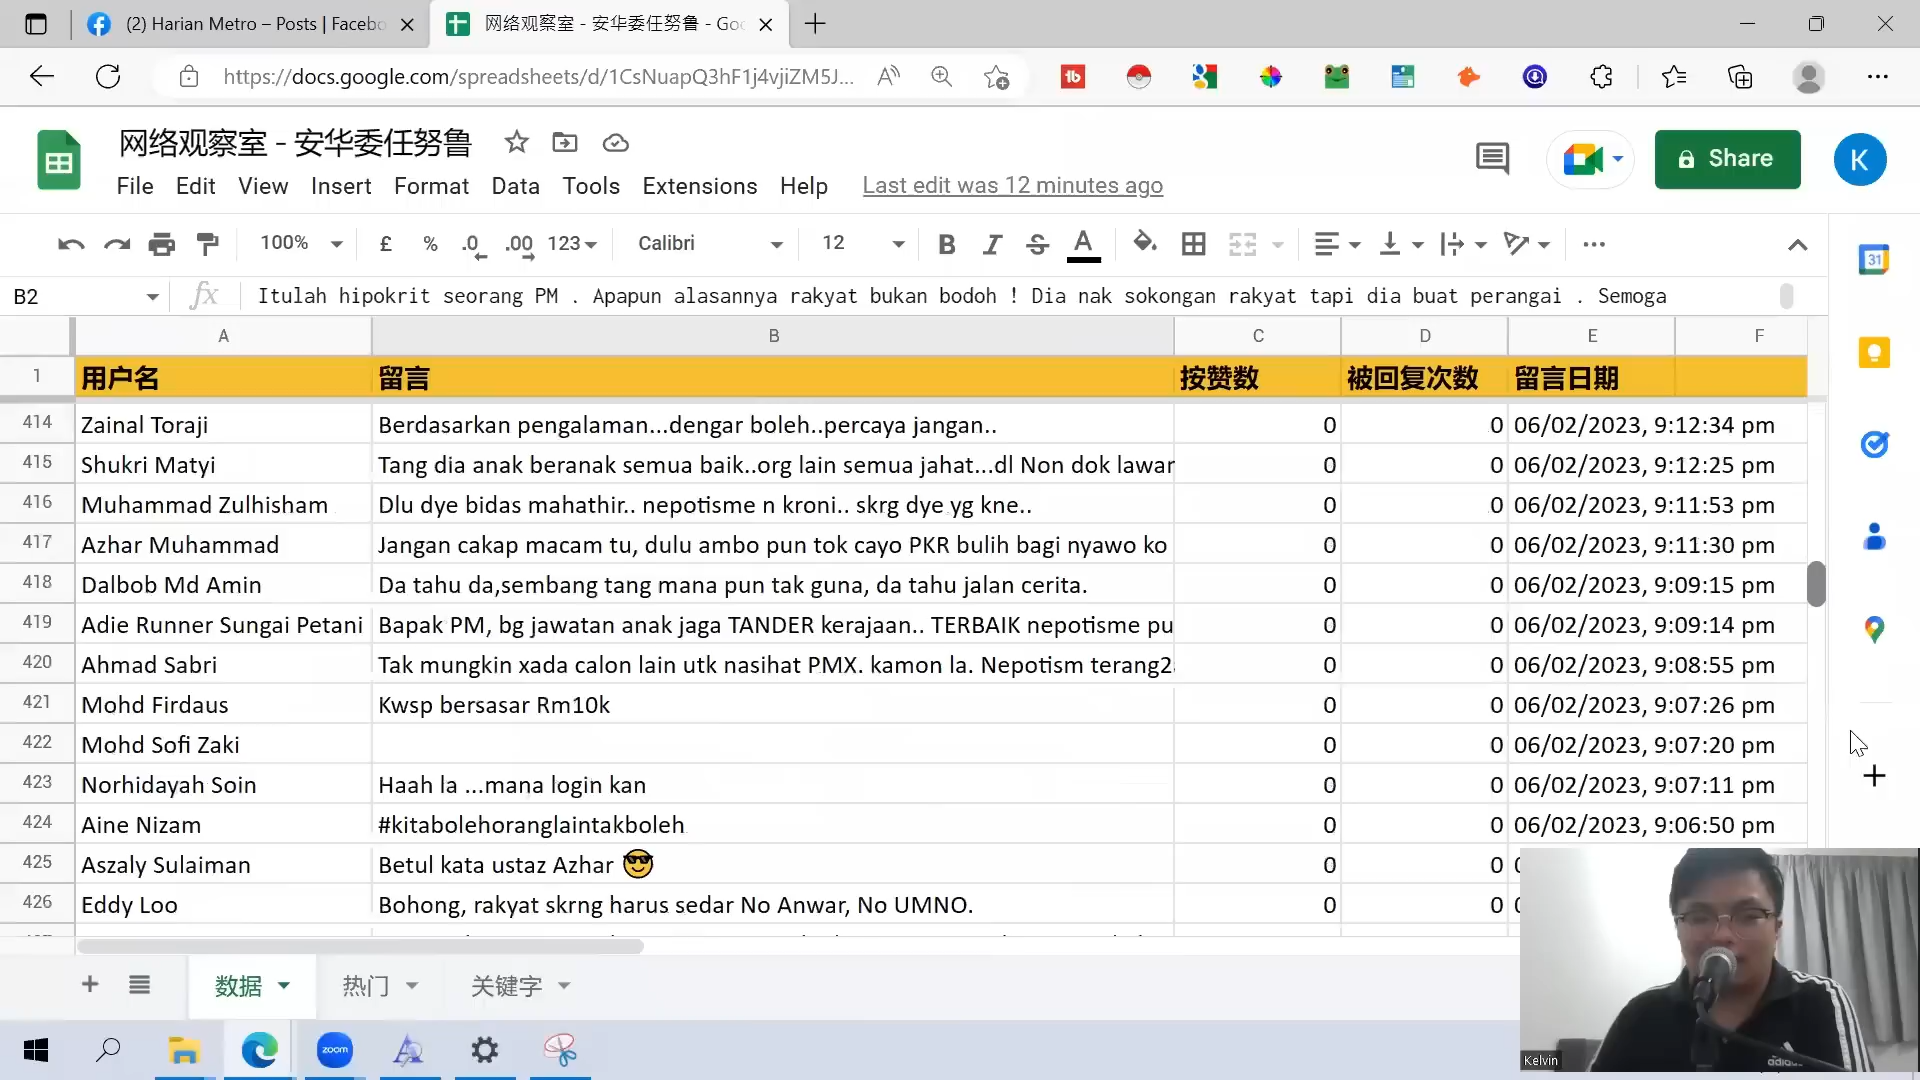 (2) Harian Metro – Posts | Facebo
网络观察室 - 安华委任努鲁 - Goo
https://docs.google.com/spreadsheets/d/1CsNuapQ3hF1j4vjiZM5J...
网络观察室 - 安华委任努鲁
Share
K
File Edit View Insert Format Data Tools Extensions Help Last edit was 12 minutes ago
100% £ % .0 .00 123 Calibri 12 B I S A
31
B2 fx Itulah hipokrit seorang PM . Apapun alasannya rakyat bukan bodoh ! Dia nak sokongan rakyat tapi dia buat perangai . Semoga
A B C D E F
1 用户名 留言 按赞数 被回复次数 留言日期
414 Zainal Toraji Berdasarkan pengalaman...dengar boleh..percaya jangan.. 0 0 06/02/2023, 9:12:34 pm
415 Shukri Matyi Tang dia anak beranak semua baik..org lain semua jahat...dl Non dok lawar 0 0 06/02/2023, 9:12:25 pm
416 Muhammad Zulhisham Dlu dye bidas mahathir.. nepotisme n kroni.. skrg dye yg kne.. 0 0 06/02/2023, 9:11:53 pm
417 Azhar Muhammad Jangan cakap macam tu, dulu ambo pun tok cayo PKR bulih bagi nyawo ko 0 0 06/02/2023, 9:11:30 pm
418 Dalbob Md Amin Da tahu da,sembang tang mana pun tak guna, da tahu jalan cerita. 0 0 06/02/2023, 9:09:15 pm
419 Adie Runner Sungai Petani Bapak PM, bg jawatan anak jaga TANDER kerajaan.. TERBAIK nepotisme pu 0 0 06/02/2023, 9:09:14 pm
420 Ahmad Sabri Tak mungkin xada calon lain utk nasihat PMX. kamon la. Nepotism terang2 0 0 06/02/2023, 9:08:55 pm
421 Mohd Firdaus Kwsp bersasar Rm10k 0 0 06/02/2023, 9:07:26 pm
422 Mohd Sofi Zaki 0 0 06/02/2023, 9:07:20 pm
423 Norhidayah Soin Haah la ...mana login kan 0 0 06/02/2023, 9:07:11 pm
424 Aine Nizam #kitabolehoranglaintakboleh 0 0 06/02/2023, 9:06:50 pm
425 Aszaly Sulaiman Betul kata ustaz Azhar 😎 0 0 0
426 Eddy Loo Bohong, rakyat skrng harus sedar No Anwar, No UMNO. 0 0 0
数据 热门 关键字
zoom
adidas
Kelvin